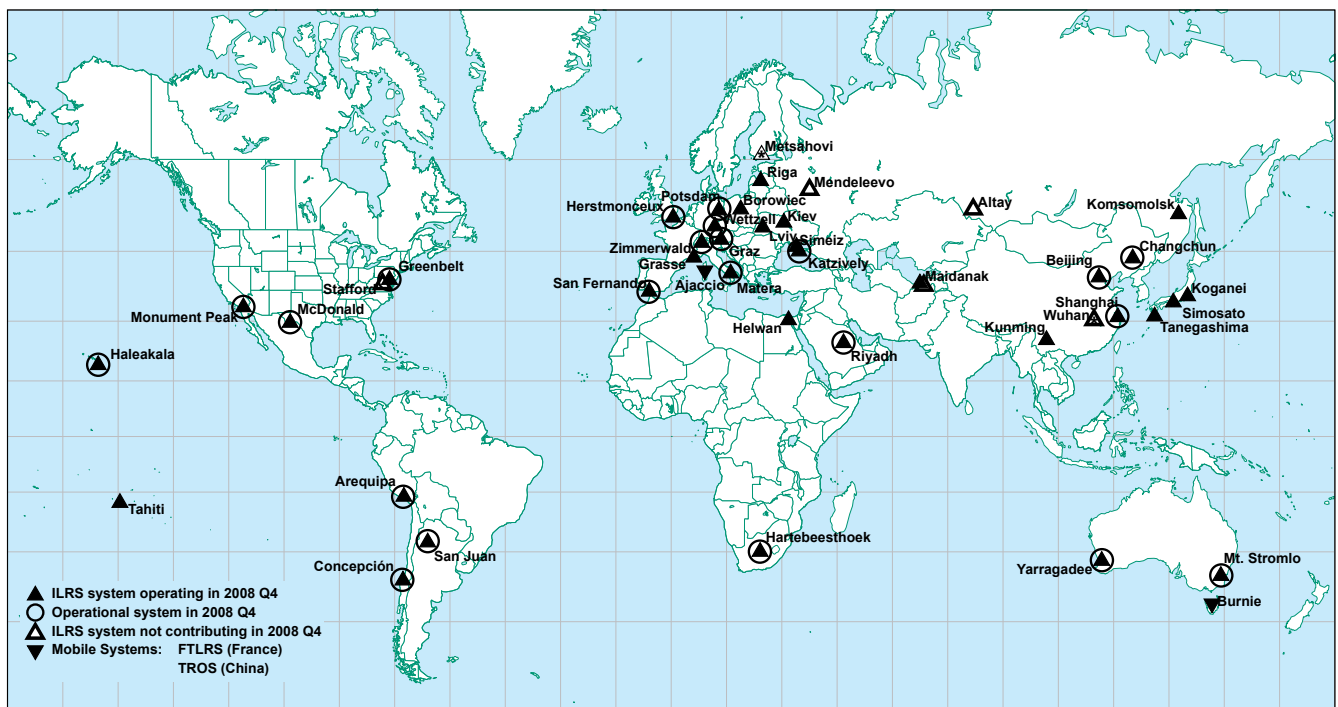 Metsahovi
Riga
Mendeleevo
Potsdam
Borowiec
Altay
Komsomolsk
Herstmonceux
Wettzell
Kiev
Lviv
Simeiz
Zimmerwald
Graz
Katzively
Changchun
Greenbelt
Grasse
Beijing
Stafford
San Fernando
Ajaccio
Matera
Maidanak
Koganei
Monument Peak
McDonald
Shanghai
Simosato
Wuhan
Tanegashima
Helwan
Kunming
Haleakala
Riyadh
Arequipa
Tahiti
Hartebeesthoek
San Juan
Mt. Stromlo
Concepción
Yarragadee
ILRS system operating in 2008 Q4
Burnie
Operational system in 2008 Q4
ILRS system not contributing in 2008 Q4
Mobile Systems: FTLRS (France)
TROS (China)